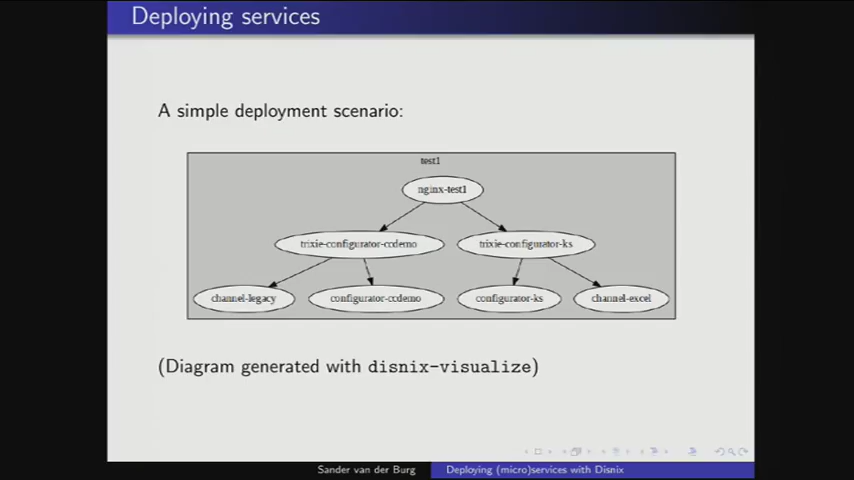 Deploying services
A simple deployment scenario:
test1
nginx-test1
trixie-configurator-ccdemo trixie-configurator-ks
channel-legacy configurator-ccdemo configurator-ks channel-excel
(Diagram generated with disnix-visualize)
Sander van der Burg Deploying (micro)services with Disnix